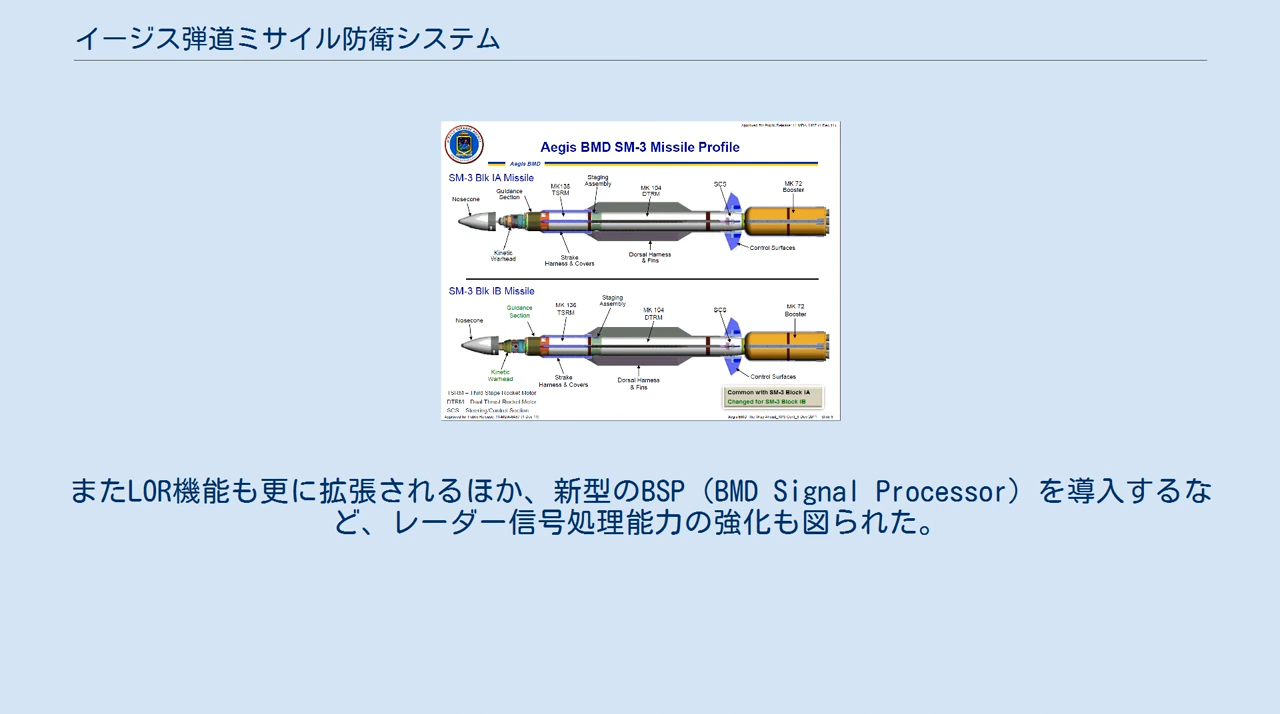 イージス弾道ミサイル防衛システム
Aegis BMD SM-3 Missile Profile
Aegis BMD
SM-3 Blk IA Missile
Nosecone
Guidance
Section
MK136
TSRM
Staging
Assembly
MK 104
DTRM
SCS
MK 72
Booster
Kinetic
Warhead
Strake
Harness & Covers
Dorsal Harness
& Fins
Control Surfaces
SM-3 Blk IB Missile
Nosecone
Guidance
Section
MK 136
TSRM
Staging
Assembly
MK 104
DTRM
SCS
MK 72
Booster
Kinetic
Warhead
Strake
Harness & Covers
Dorsal Harness
& Fins
Control Surfaces
TSRM – Third Stage Rocket Motor
DTRM Dual Thrust Rocket Motor
SCS Steering/Control Section
Common with SM-3 Block IA
Changed for SM-3 Block IB
またLOR機能も更に拡張されるほか、新型のBSP（BMD Signal Processor）を導入するな
ど、レーダー信号処理能力の強化も図られた。